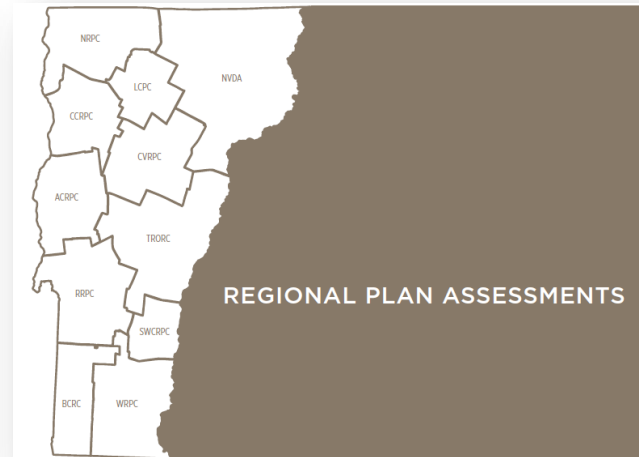 NRPC
NVDA
LCPC
CCRPC
CVRPC
ACRPC
TRORC
RRPC
REGIONAL PLAN ASSESSMENTS
SWCRPC
BCRC
WRPC